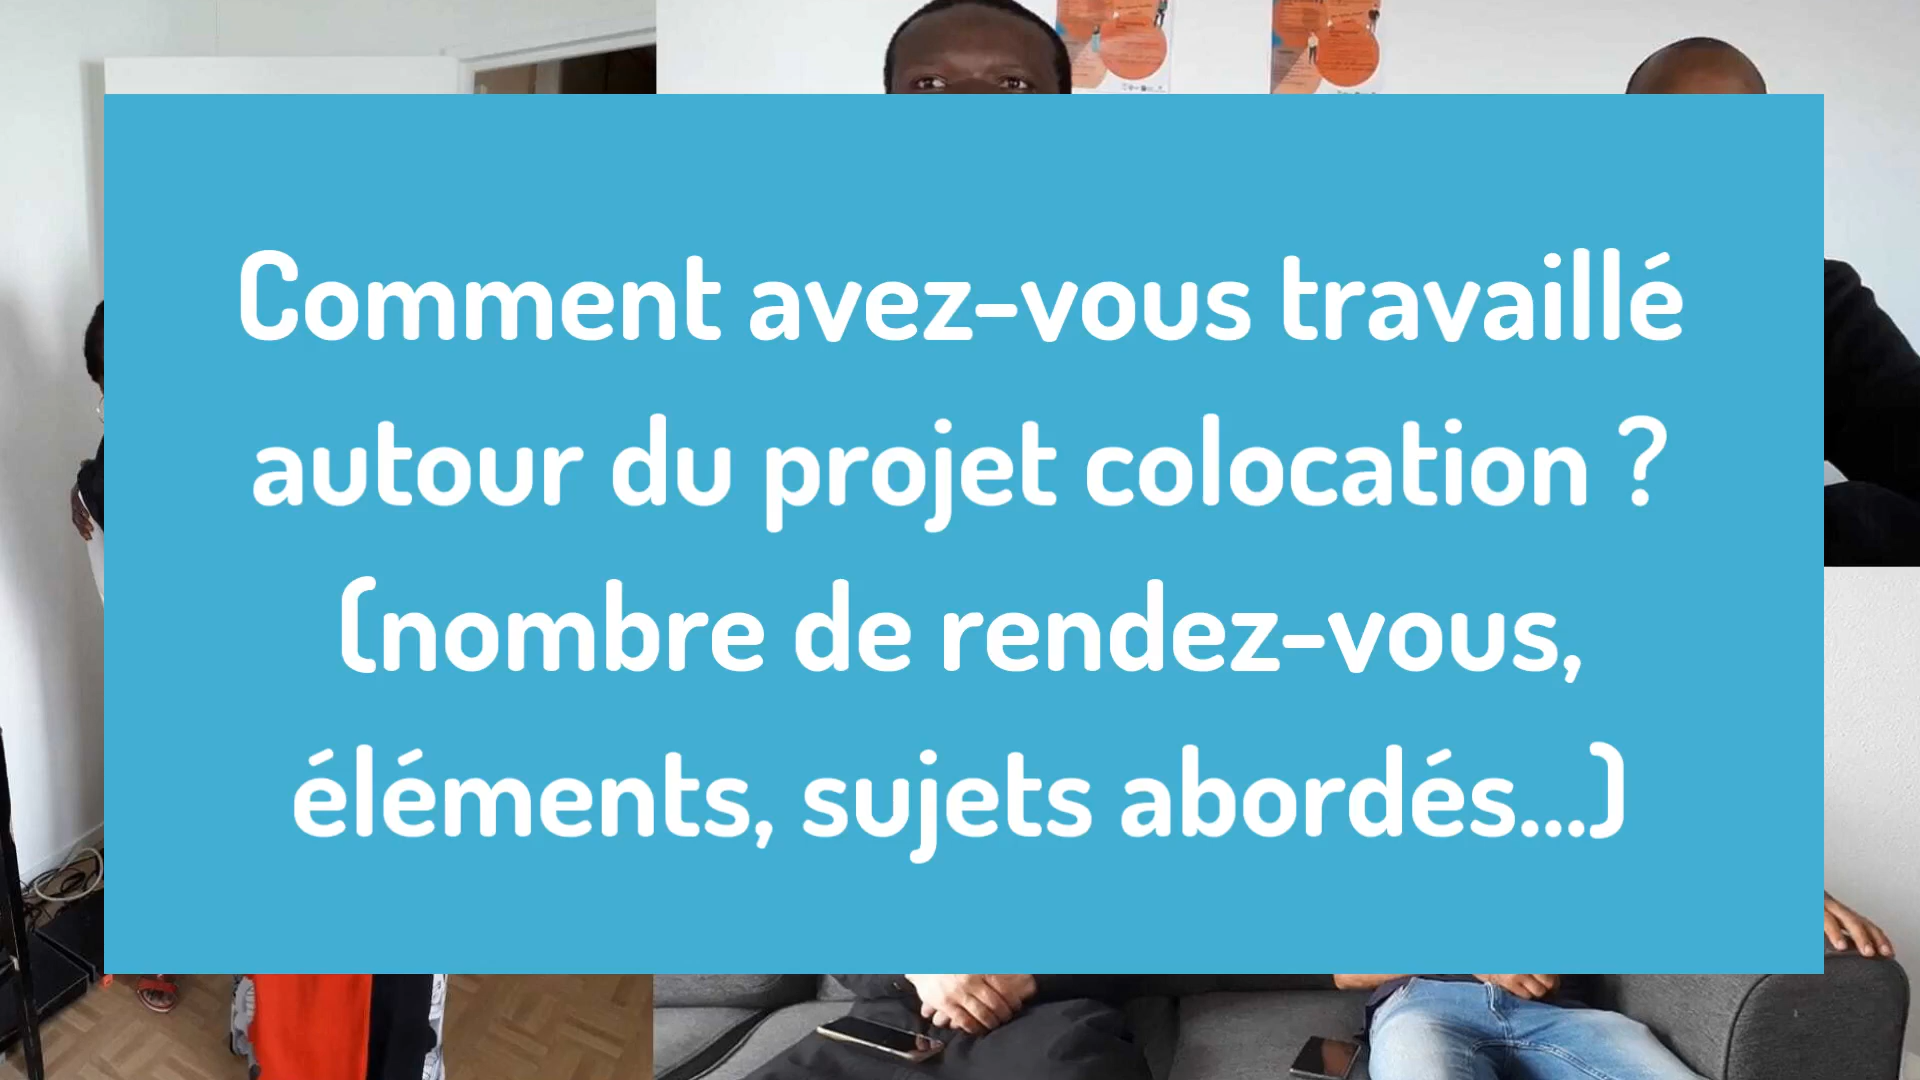 Comment avez-vous travaillé
autour du projet colocation ?
(nombre de rendez-vous,
éléments, sujets abordés...)